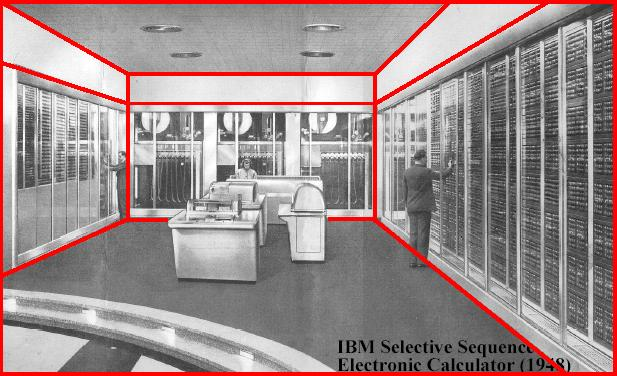 IBM Selective Sequence
Electronic Calculator (1948)